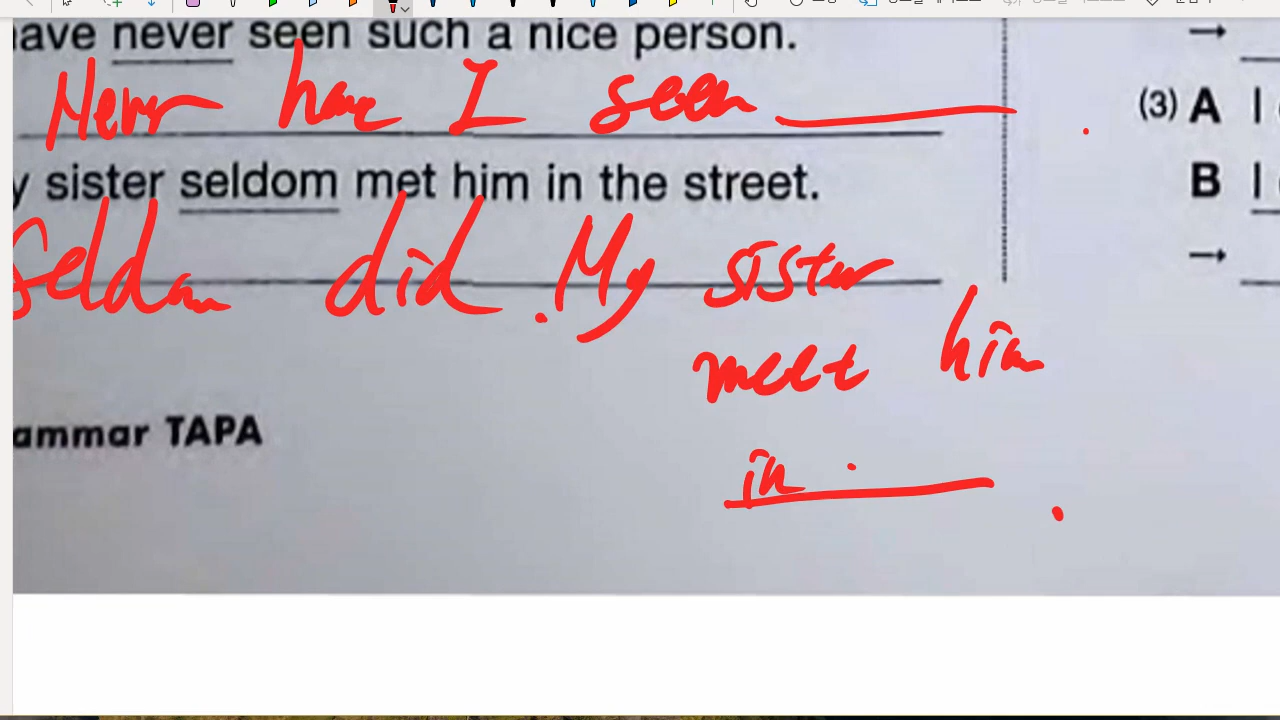 ave never seen such a nice person.
Never have I seen
(3) A I
y sister seldom met him in the street.
B I
Seldom did My sister
meet him
in
ammar TAPA